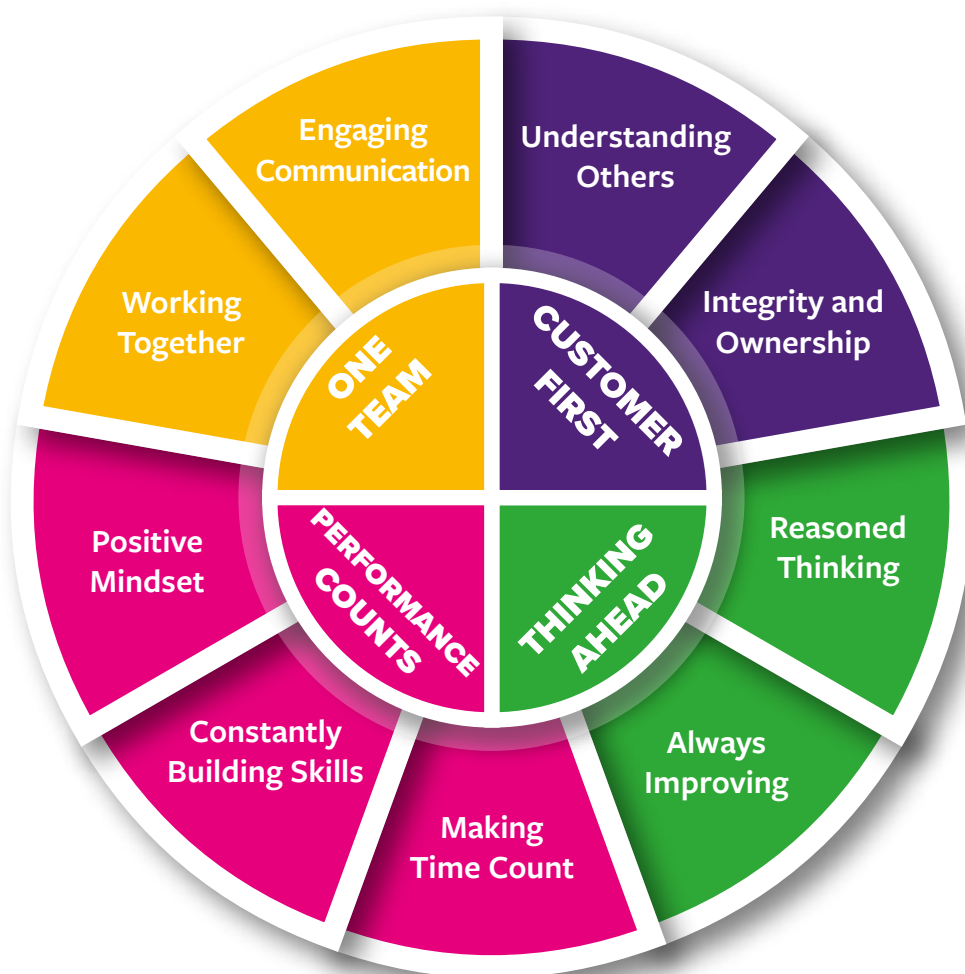 Engaging
Communication
Understanding
Others
Integrity and
Ownership
Reasoned
Thinking
Always
Improving
Making
Time Count
Constantly
Building Skills
Positive
Mindset
Working
Together
ONE
TEAM
CUSTOMER
FIRST
THINKING
AHEAD
PERFORMANCE
COUNTS